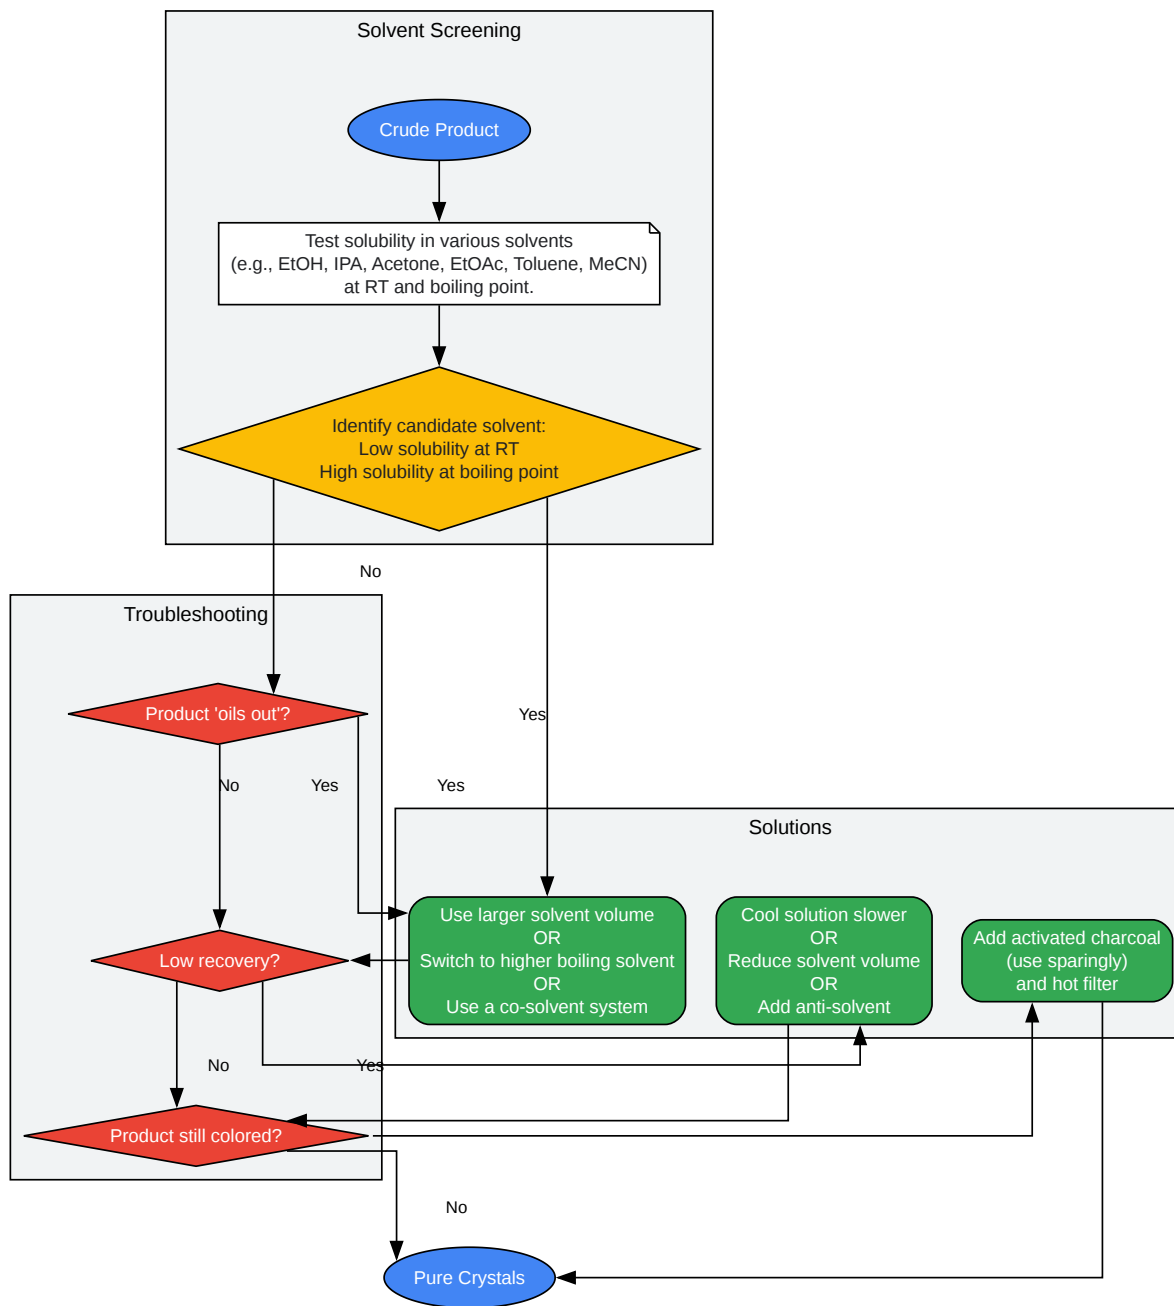 Solvent Screening
Crude Product
Test solubility in various solvents
(e.g., EtOH, IPA, Acetone, EtOAc, Toluene, MeCN)
at RT and boiling point.
Identify candidate solvent:
Low solubility at RT
High solubility at boiling point
No
Troubleshooting
Product 'oils out'?
Yes
No
Yes
Yes
Solutions
Use larger solvent volume
OR
Switch to higher boiling solvent
OR
Use a co-solvent system
Cool solution slower
OR
Reduce solvent volume
OR
Add anti-solvent
Add activated charcoal
(use sparingly)
and hot filter
Low recovery?
No
Yes
Product still colored?
No
Pure Crystals